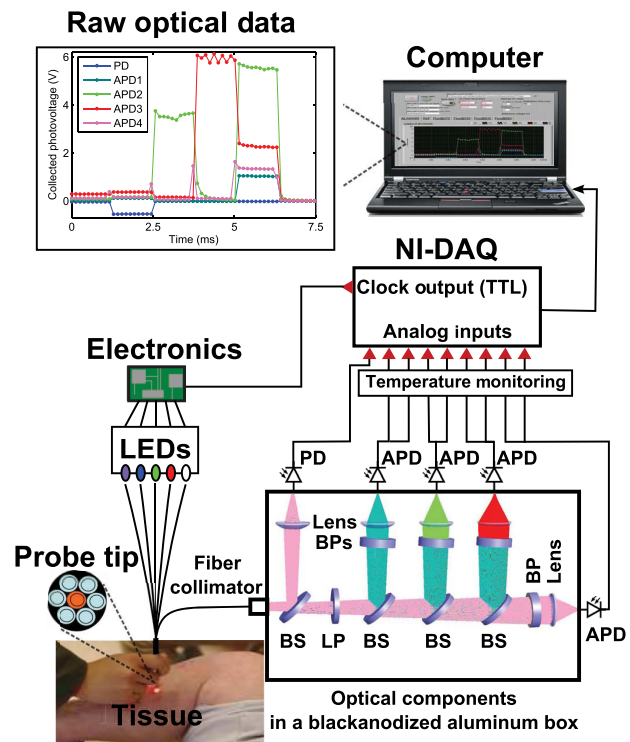 Raw optical data
Collected photovoltage (V)
6
4
2
0
PD
APD1
APD2
APD3
APD4
0
2.5
5
7.5
Time (ms)
Computer
NI-DAQ
Clock output (TTL)
Analog inputs
Temperature monitoring
Electronics
LEDs
PD
APD
APD
APD
Lens
BPs
BP
Lens
Probe tip
Fiber
collimator
BS
LP
BS
BS
BS
APD
Tissue
Optical components
in a blackanodized aluminum box